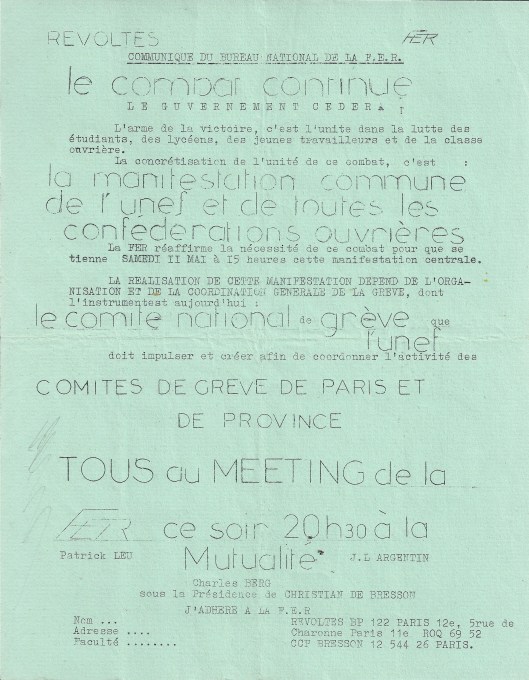 REVOLTES FER
COMMUNIQUE DU BUREAU NATIONAL DE LA F.E.R.
le combat continue
LE GUVERNEMENT CEDERA !
L'arme de la victoire, c'est l'unite dans la lutte des
étudiants, des lycéens, des jeunes travailleurs et de la classe
ouvrière.
La concrétisation de l'unité de ce combat, c'est :
la manifestation commune
de l'unef et de toutes les
confédérations ouvrières
La FER réaffirme la nécessité de ce combat pour que se
tienne SAMEDI II MAI à I5 heures cette manifestation centrale.
LA REALISATION DE CETTE MANIFESTATION DEPEND DE L'ORGA-
NISATION ET DE LA COORDINATION GENERALE DE LA GREVE, dont
l'instrumentest aujourd'hui :
le comite national de grève que
l'unef
doit impulser et créer afin de coordonner l'activité des
COMITES DE GREVE DE PARIS ET
DE PROVINCE
TOUS au MEETING de la
FER ce soir 20h30 à la
Patrick LEU Mutualité J.L ARGENTIN
Charles BERG
sous la Présidence de CHRISTIAN DE BRESSON
J'ADHERE A LA F.E.R
Nom ... REVOLTES BP 122 PARIS 12e, 5rue de
Adresse .... Charonne Paris 11e ROQ 69 52
Faculté ........ CCP BRESSON 12 544 26 PARIS.